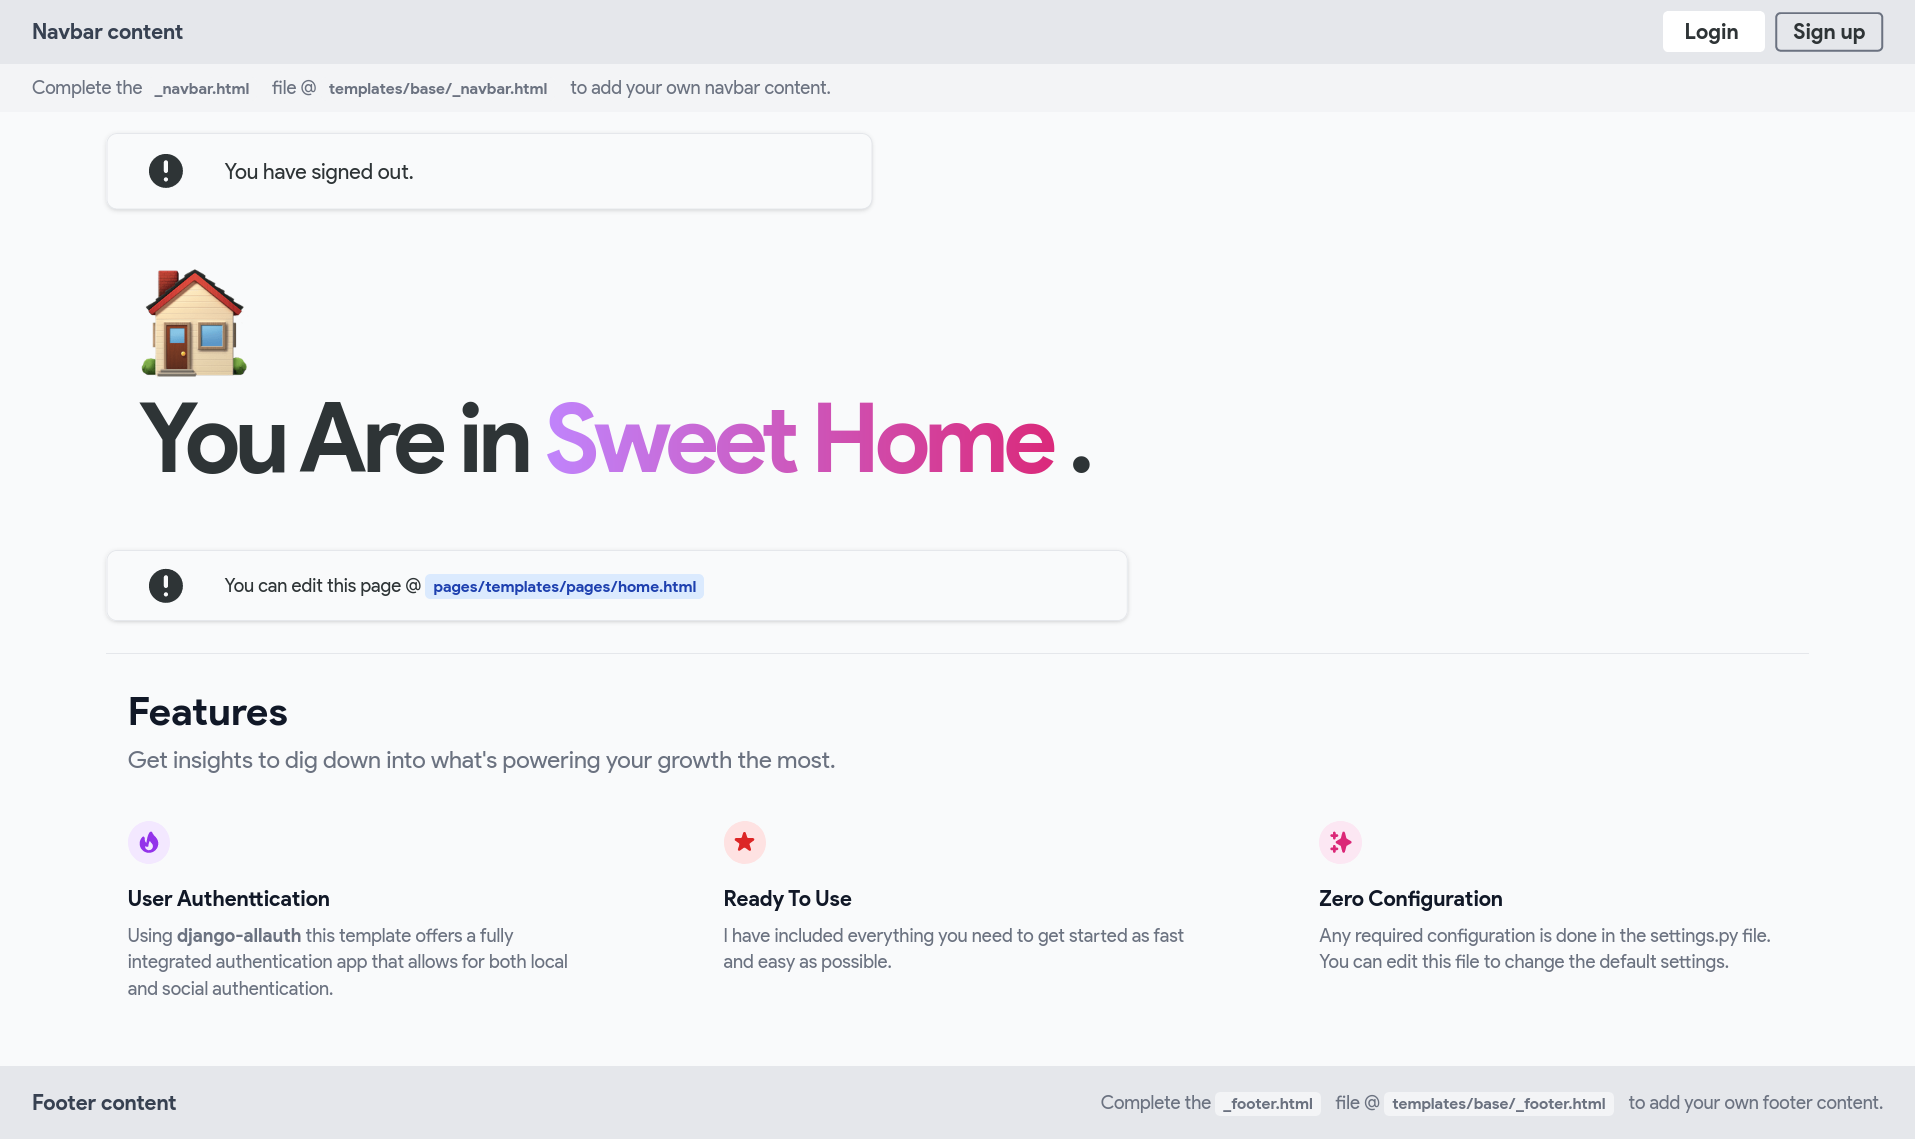 Navbar content
Login
Sign up
Complete the _navbar.html file @ templates/base/_navbar.html to add your own navbar content.
You have signed out.
You Are in Sweet Home .
You can edit this page @ pages/templates/pages/home.html
Features
Get insights to dig down into what's powering your growth the most.
User Authenttication
Using django-allauth this template offers a fully
integrated authentication app that allows for both local
and social authentication.
Ready To Use
I have included everything you need to get started as fast
and easy as possible.
Zero Configuration
Any required configuration is done in the settings.py file.
You can edit this file to change the default settings.
Footer content
Complete the _footer.html file @ templates/base/_footer.html to add your own footer content.